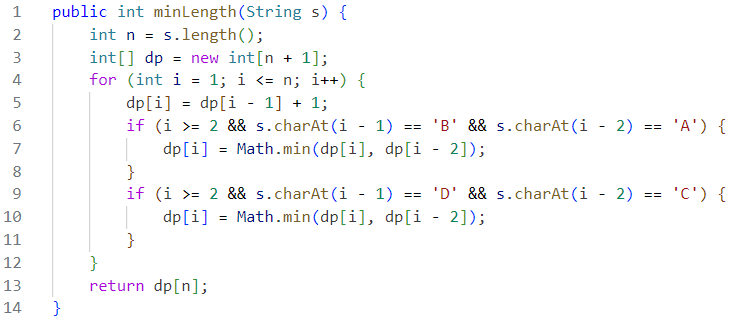 1 public int minLength(String s) {
2     int n = s.length();
3     int[] dp = new int[n + 1];
4     for (int i = 1; i <= n; i++) {
5         dp[i] = dp[i - 1] + 1;
6         if (i >= 2 && s.charAt(i - 1) == 'B' && s.charAt(i - 2) == 'A') {
7             dp[i] = Math.min(dp[i], dp[i - 2]);
8         }
9         if (i >= 2 && s.charAt(i - 1) == 'D' && s.charAt(i - 2) == 'C') {
10             dp[i] = Math.min(dp[i], dp[i - 2]);
11         }
12     }
13     return dp[n];
14 }